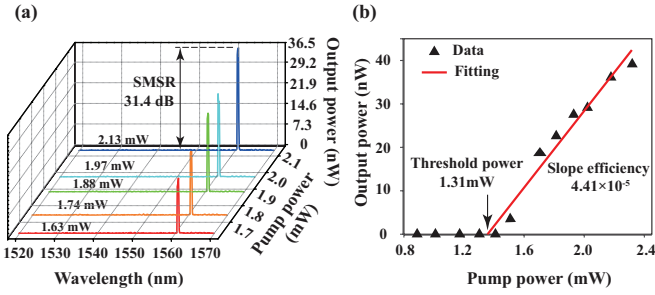 (a)
SMSR
31.4 dB
2.13 mW
1.97 mW
1.88 mW
1.74 mW
1.63 mW
36.5
29.2
21.9
14.6
7.3
0
Output power (nW)
2.1
2.0
1.9
1.8
1.7
Pump power
(mW)
1520 1530 1540 1550 1560 1570
Wavelength (nm)
(b)
Data
Fitting
40
30
20
10
0
Output power (nW)
Threshold power
1.31mW
Slope efficiency
4.41×10-5
0.8 1.2 1.6 2.0 2.4
Pump power (mW)